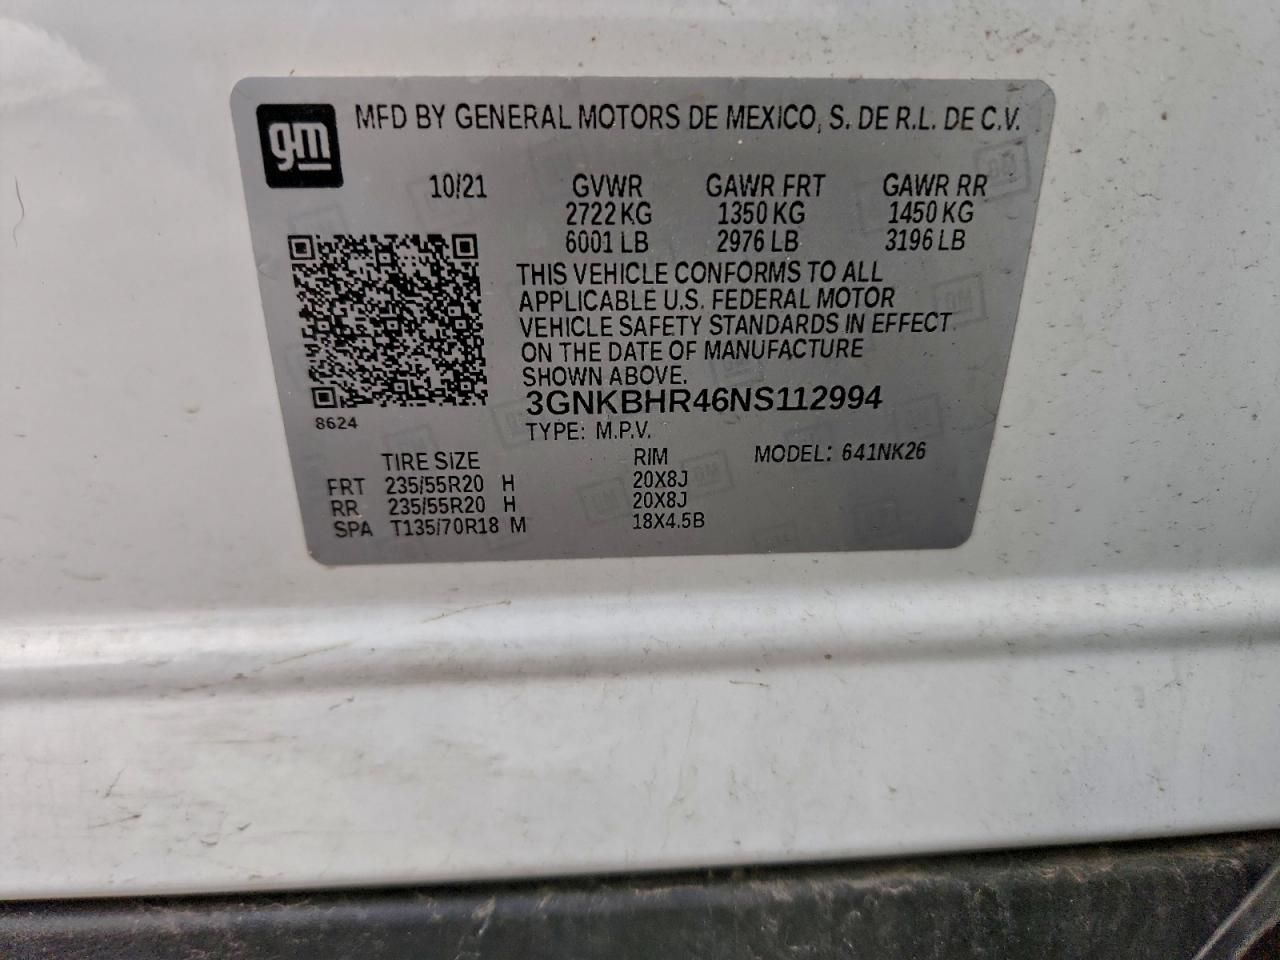 gm
MFD BY GENERAL MOTORS DE MEXICO, S. DE R.L. DE C.V.
10/21 GVWR GAWR FRT GAWR RR
2722 KG 1350 KG 1450 KG
6001 LB 2976 LB 3196 LB
THIS VEHICLE CONFORMS TO ALL
APPLICABLE U.S. FEDERAL MOTOR
VEHICLE SAFETY STANDARDS IN EFFECT
ON THE DATE OF MANUFACTURE
SHOWN ABOVE.
3GNKBHR46NS112994
8624
TYPE: M.P.V.
TIRE SIZE RIM MODEL: 641NK26
FRT 235/55R20 H 20X8J
RR 235/55R20 H 20X8J
SPA T135/70R18 M 18X4.5B